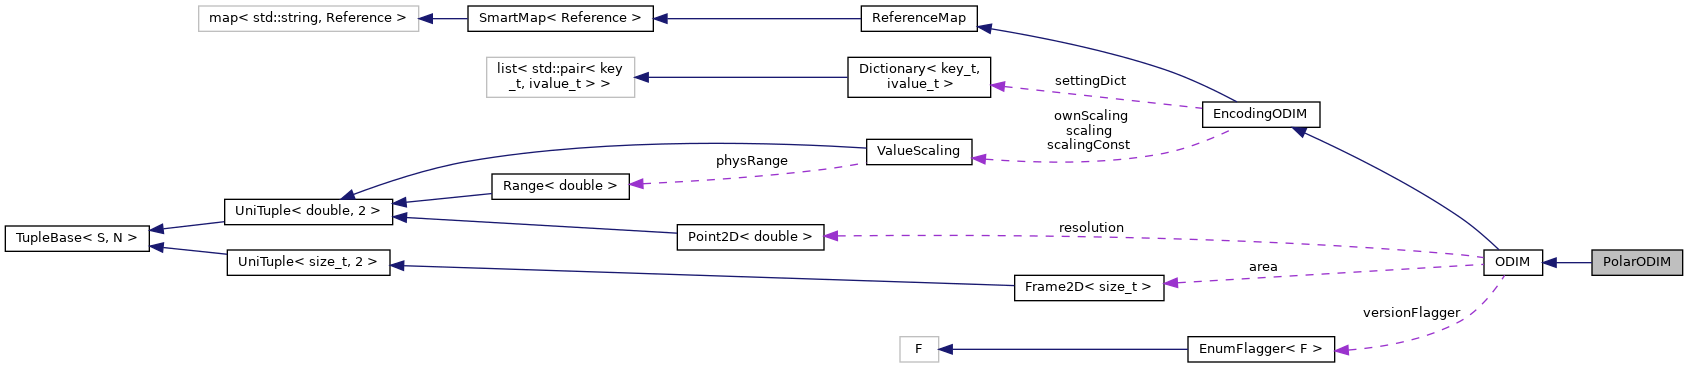 map< std::string, Reference >
SmartMap< Reference >
ReferenceMap
list< std::pair< key
_t, ivalue_t > >
Dictionary< key_t,
ivalue_t >
settingDict
EncodingODIM
ownScaling
scaling
scalingConst
ValueScaling
physRange
Range< double >
UniTuple< double, 2 >
TupleBase< S, N >
Point2D< double >
resolution
UniTuple< size_t, 2 >
area
Frame2D< size_t >
ODIM
PolarODIM
versionFlagger
F
EnumFlagger< F >